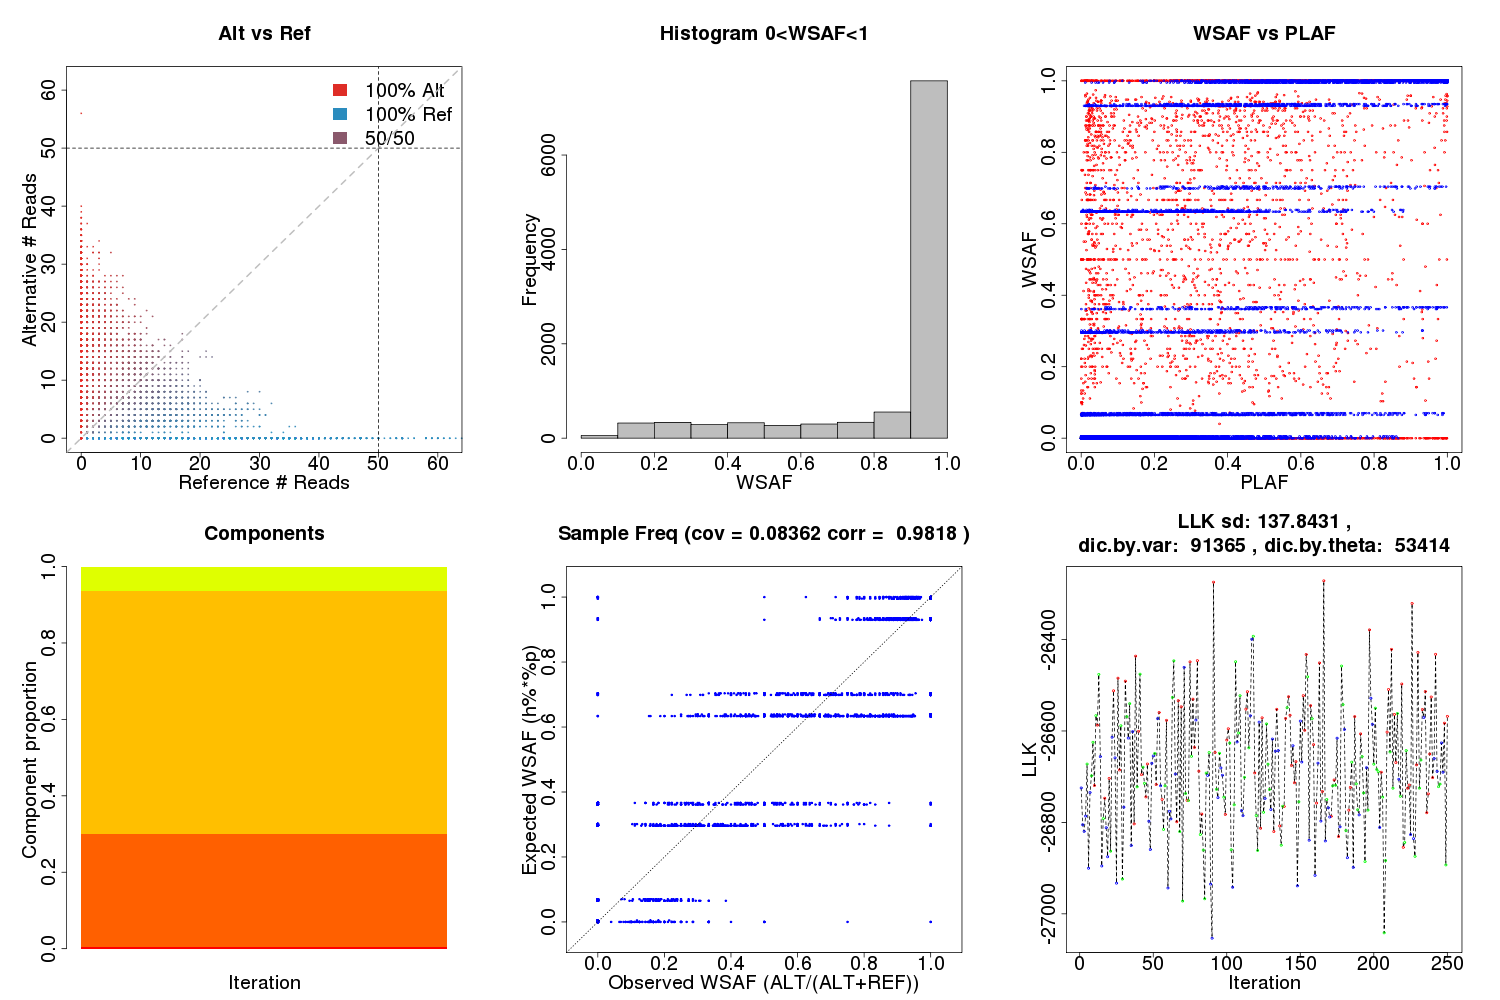 Alt vs Ref
60
50
40
30
20
10
0
Alternative # Reads
100% Alt
100% Ref
50/50
0 10 20 30 40 50 60
Reference # Reads
Histogram 0<WSAF<1
6000
4000
2000
0
Frequency
0.0 0.2 0.4 0.6 0.8 1.0
WSAF
WSAF vs PLAF
1.0
0.8
0.6
0.4
0.2
0.0
WSAF
0.0 0.2 0.4 0.6 0.8 1.0
PLAF
Components
1.0
0.8
0.6
0.4
0.2
0.0
Component proportion
Iteration
Sample Freq (cov = 0.08362 corr = 0.9818 )
1.0
0.8
0.6
0.4
0.2
0.0
Expected WSAF (h%*%p)
0.0 0.2 0.4 0.6 0.8 1.0
Observed WSAF (ALT/(ALT+REF))
LLK sd: 137.8431 ,
dic.by.var: 91365 , dic.by.theta: 53414
-26400
-26600
-26800
-27000
LLK
0 50 100 150 200 250
Iteration